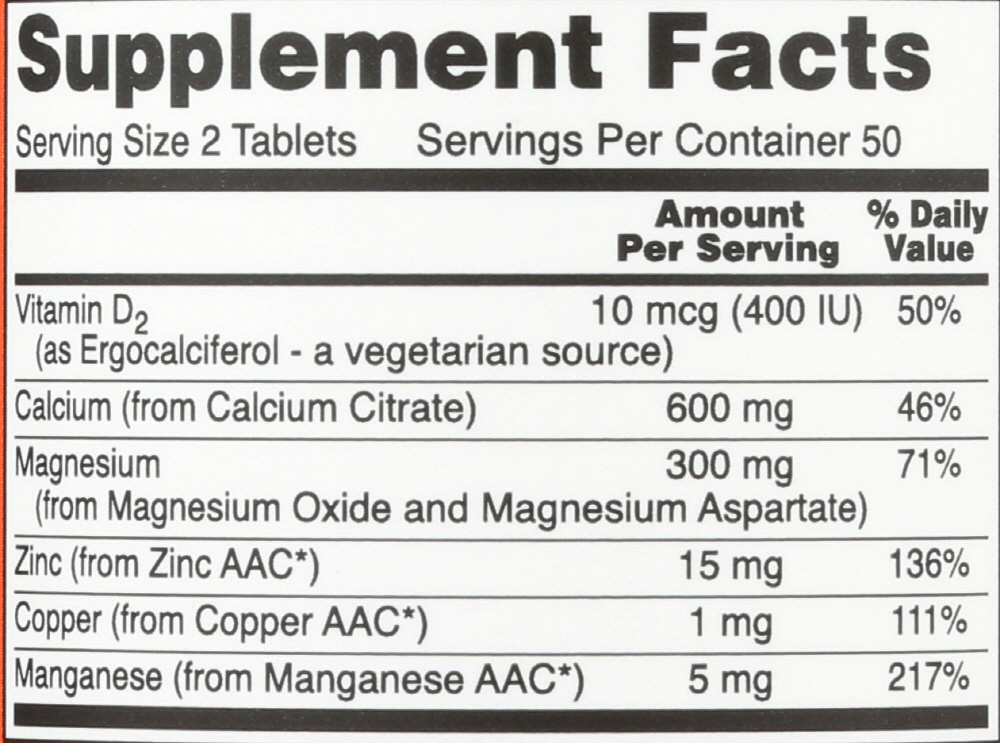 Supplement Facts
Serving Size 2 Tablets Servings Per Container 50
Amount Per Serving % Daily Value
Vitamin D₂ 10 mcg (400 IU) 50%
(as Ergocalciferol - a vegetarian source)
Calcium (from Calcium Citrate) 600 mg 46%
Magnesium 300 mg 71%
(from Magnesium Oxide and Magnesium Aspartate)
Zinc (from Zinc AAC*) 15 mg 136%
Copper (from Copper AAC*) 1 mg 111%
Manganese (from Manganese AAC*) 5 mg 217%